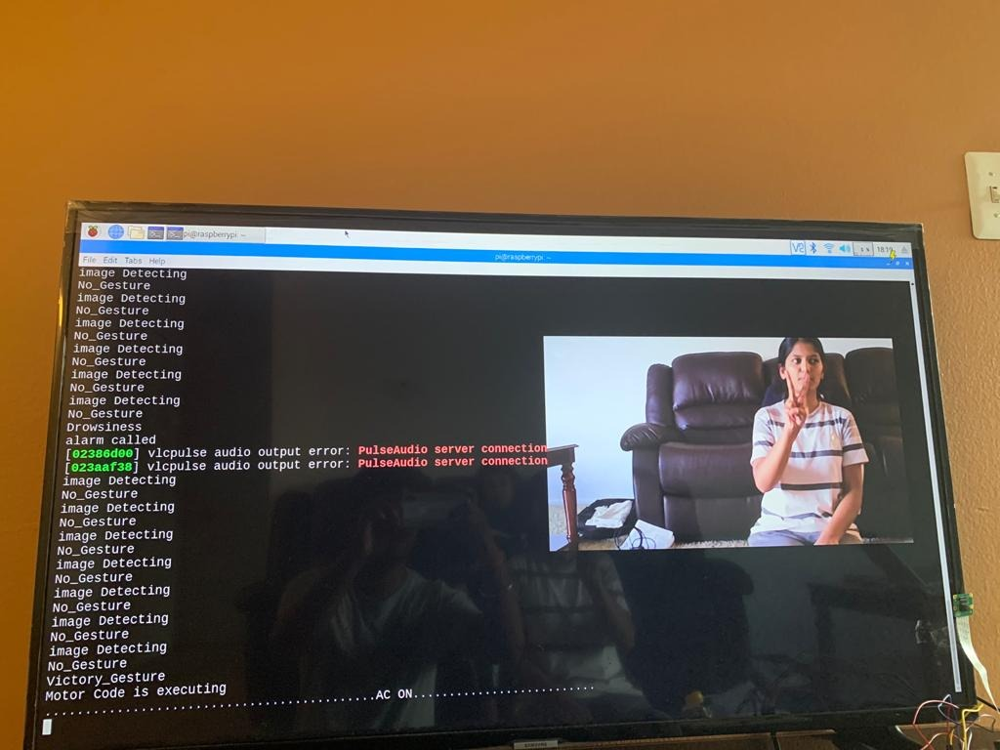 pi@raspberrypi: ~
V2
18:19
pi@raspberrypi: ~
File Edit Tabs Help
image Detecting
No_Gesture
image Detecting
No_Gesture
image Detecting
No_Gesture
image Detecting
No_Gesture
image Detecting
No_Gesture
image Detecting
No_Gesture
Drowsiness
alarm called
[02386d00] vlcpulse audio output error: PulseAudio server connection
[023aaf38] vlcpulse audio output error: PulseAudio server connection
image Detecting
No_Gesture
image Detecting
No_Gesture
image Detecting
No_Gesture
image Detecting
No_Gesture
image Detecting
No_Gesture
image Detecting
No_Gesture
image Detecting
No_Gesture
Victory_Gesture
Motor Code is executing
........................................AC ON.........................
SAMSUNG